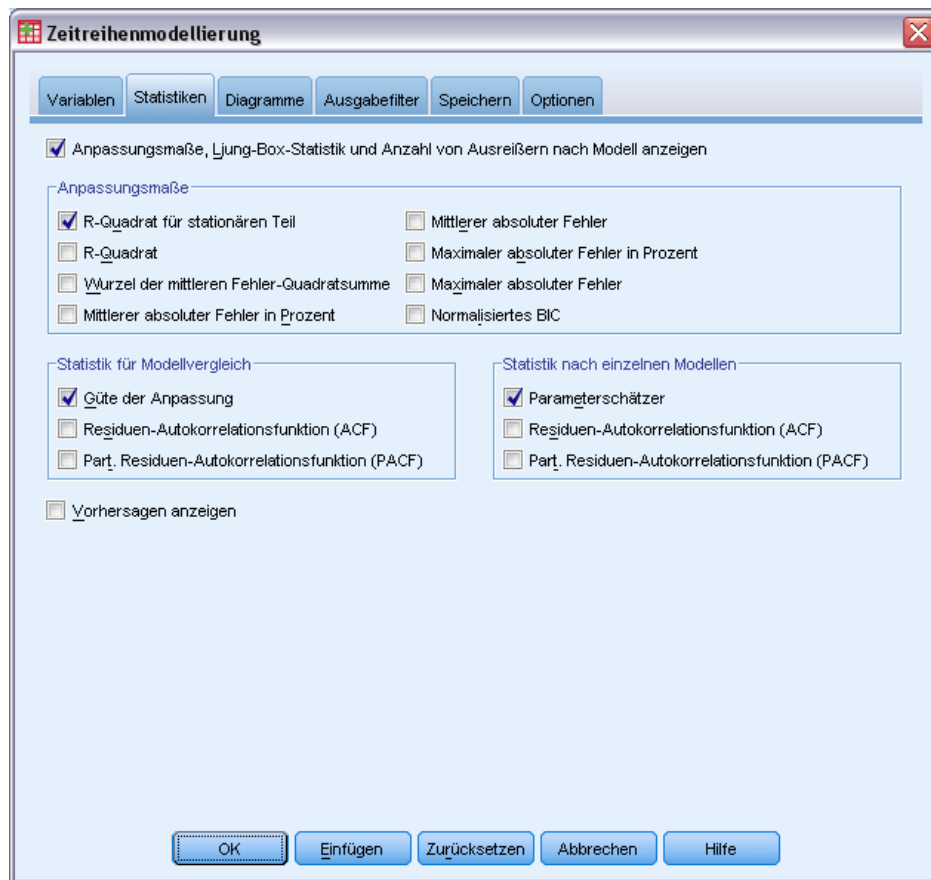 Zeitreihenmodellierung
Variablen Statistiken Diagramme Ausgabefilter Speichern Optionen
Anpassungsmaße, Ljung-Box-Statistik und Anzahl von Ausreißern nach Modell anzeigen
Anpassungsmaße
R-Quadrat für stationären Teil
R-Quadrat
Wurzel der mittleren Fehler-Quadratsumme
Mittlerer absoluter Fehler in Prozent
Mittlerer absoluter Fehler
Maximaler absoluter Fehler in Prozent
Maximaler absoluter Fehler
Normalisiertes BIC
Statistik für Modellvergleich
Güte der Anpassung
Residuen-Autokorrelationsfunktion (ACF)
Part. Residuen-Autokorrelationsfunktion (PACF)
Statistik nach einzelnen Modellen
Parameterschätzer
Residuen-Autokorrelationsfunktion (ACF)
Part. Residuen-Autokorrelationsfunktion (PACF)
Vorhersagen anzeigen
OK Einfügen Zurücksetzen Abbrechen Hilfe